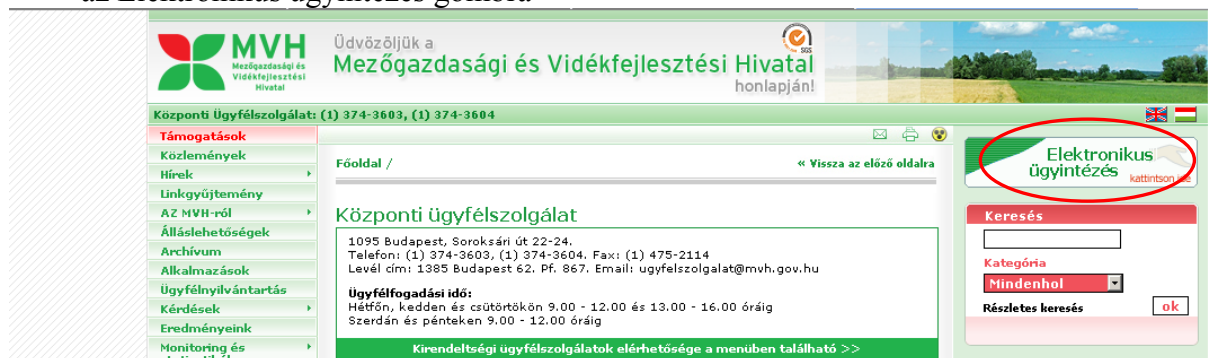 az Elektronikus ügyintézés gombra
MVH
Mezőgazdasági és
Vidékfejlesztési
Hivatal
Üdvözöljük a
Mezőgazdasági és Vidékfejlesztési Hivatal
honlapján!
SGS
Központi Ügyfélszolgálat: (1) 374-3603, (1) 374-3604
Támogatások
Közlemények
Hírek
Linkgyűjtemény
AZ MVH-ról
Álláslehetőségek
Archívum
Alkalmazások
Ügyfélnyilvántartás
Kérdések
Eredményeink
Monitoring és
Főoldal /
« Vissza az előző oldalra
Központi ügyfélszolgálat
1095 Budapest, Soroksári út 22-24.
Telefon: (1) 374-3603, (1) 374-3604. Fax: (1) 475-2114
Levél cím: 1385 Budapest 62. Pf. 867. Email: ugyfelszolgalat@mvh.gov.hu
Ügyfélfogadási idő:
Hétfőn, kedden és csütörtökön 9.00 - 12.00 és 13.00 - 16.00 óráig
Szerdán és pénteken 9.00 - 12.00 óráig
Kirendeltségi ügyfélszolgálatok elérhetősége a menüben található >>
Elektronikus
ügyintézés
kattintson ide
Keresés
Kategória
Mindenhol
Részletes keresés
ok